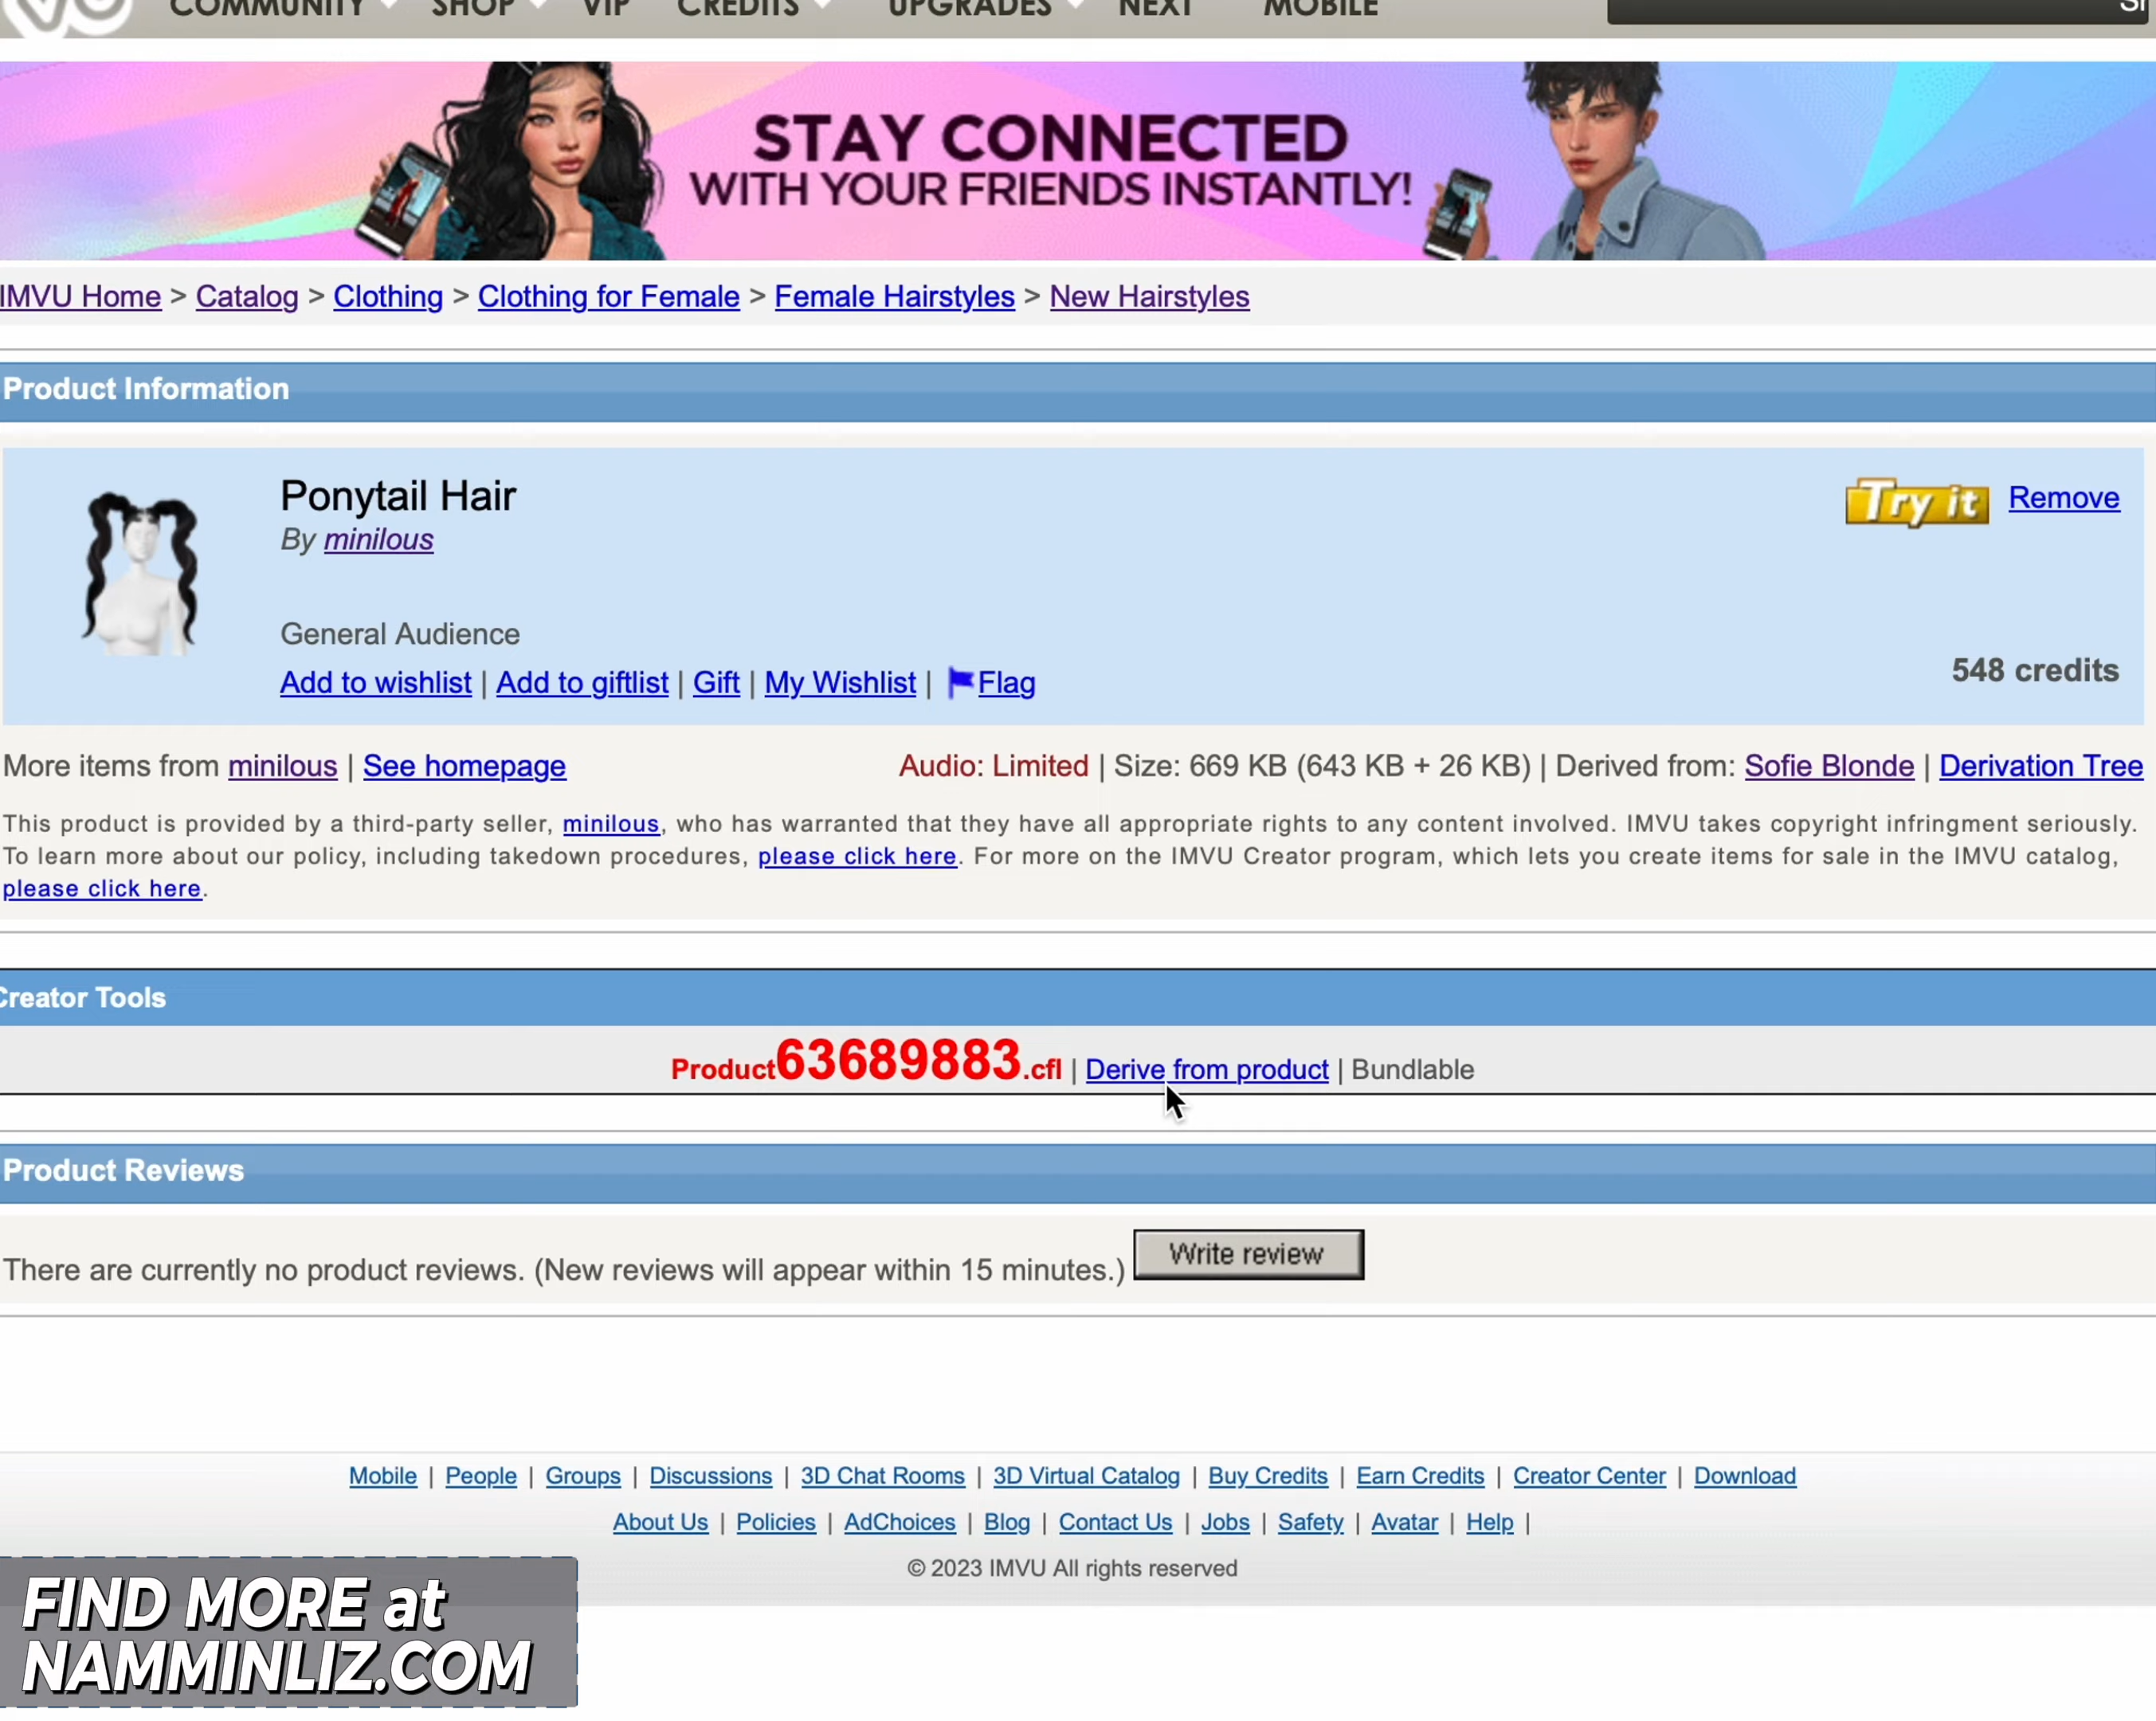 COMMUNITY SHOP VIP CREDITS UPGRADES NEXT MOBILE
STAY CONNECTED
WITH YOUR FRIENDS INSTANTLY!
IMVU Home > Catalog > Clothing > Clothing for Female > Female Hairstyles > New Hairstyles
Product Information
Ponytail Hair
By minilous
Try it Remove
General Audience
Add to wishlist | Add to giftlist | Gift | My Wishlist | Flag
548 credits
More items from minilous | See homepage
Audio: Limited | Size: 669 KB (643 KB + 26 KB) | Derived from: Sofie Blonde | Derivation Tree
This product is provided by a third-party seller, minilous, who has warranted that they have all appropriate rights to any content involved. IMVU takes copyright infringment seriously.
To learn more about our policy, including takedown procedures, please click here. For more on the IMVU Creator program, which lets you create items for sale in the IMVU catalog,
please click here.
Creator Tools
Product63689883.cfl | Derive from product | Bundlable
Product Reviews
There are currently no product reviews. (New reviews will appear within 15 minutes.) Write review
Mobile | People | Groups | Discussions | 3D Chat Rooms | 3D Virtual Catalog | Buy Credits | Earn Credits | Creator Center | Download
About Us | Policies | AdChoices | Blog | Contact Us | Jobs | Safety | Avatar | Help |
© 2023 IMVU All rights reserved
FIND MORE at
NAMMINLIZ.COM